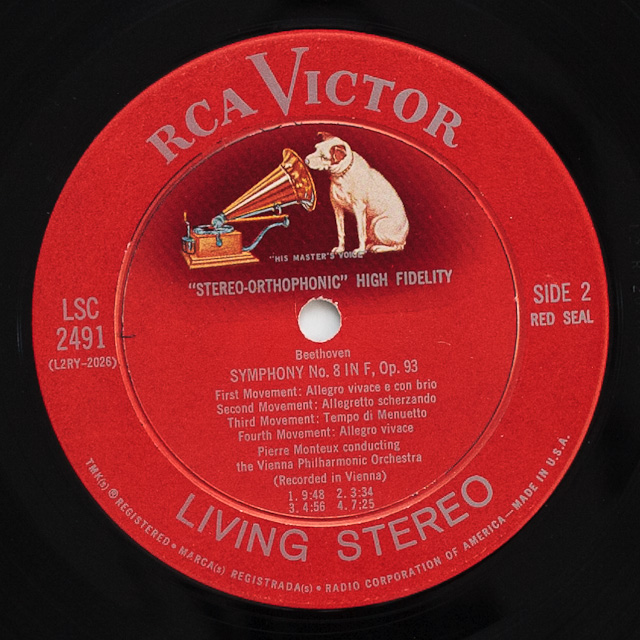 RCA VICTOR
"HIS MASTER'S VOICE"
"STEREO-ORTHOPHONIC" HIGH FIDELITY
LSC
2491
(L2RY-2026)
SIDE 2
RED SEAL
Beethoven
SYMPHONY No. 8 IN F, Op. 93
First Movement: Allegro vivace e con brio
Second Movement: Allegretto scherzando
Third Movement: Tempo di Menuetto
Fourth Movement: Allegro vivace
Pierre Monteux conducting
the Vienna Philharmonic Orchestra
(Recorded in Vienna)
1. 9:48 2. 3:34
3. 4:56 4. 7:25
LIVING STEREO
TMK(s) ® REGISTERED • MARCA(s) REGISTRADA(s) • RADIO CORPORATION OF AMERICA—MADE IN U.S.A.